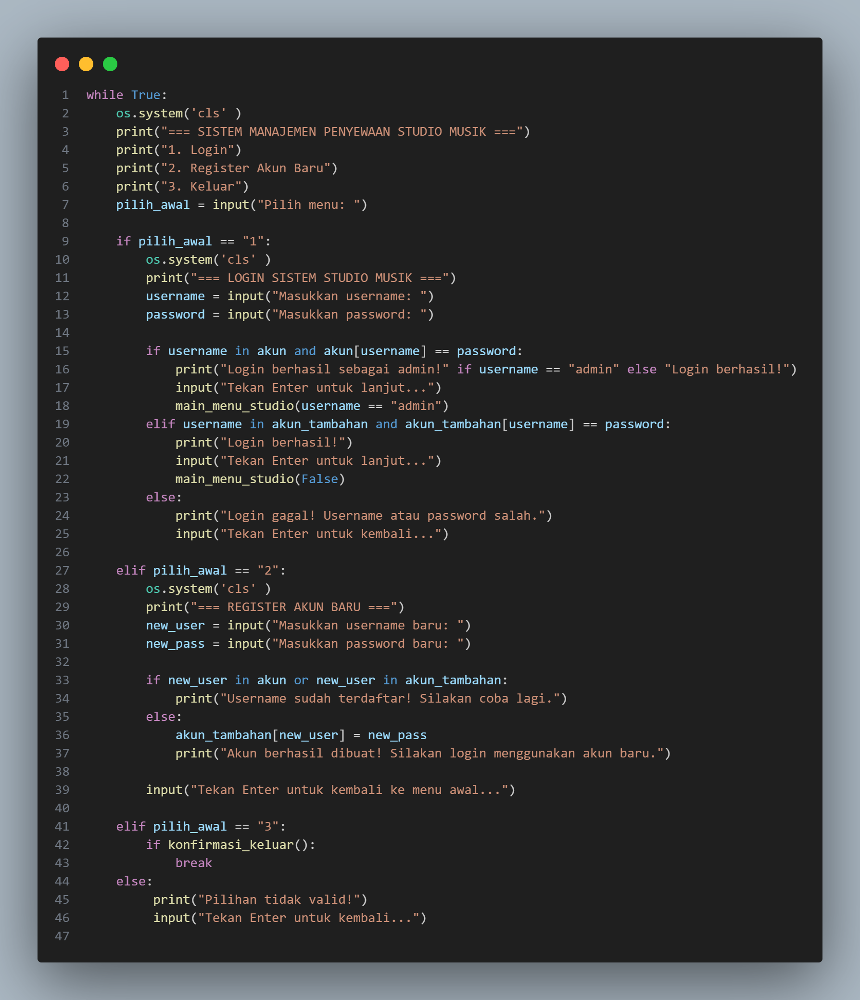 1 while True:
2     os.system('cls' )
3     print("=== SISTEM MANAJEMEN PENYEWAAN STUDIO MUSIK ===")
4     print("1. Login")
5     print("2. Register Akun Baru")
6     print("3. Keluar")
7     pilih_awal = input("Pilih menu: ")
8
9     if pilih_awal == "1":
10         os.system('cls' )
11         print("=== LOGIN SISTEM STUDIO MUSIK ===")
12         username = input("Masukkan username: ")
13         password = input("Masukkan password: ")
14
15         if username in akun and akun[username] == password:
16             print("Login berhasil sebagai admin!" if username == "admin" else "Login berhasil!")
17             input("Tekan Enter untuk lanjut...")
18             main_menu_studio(username == "admin")
19         elif username in akun_tambahan and akun_tambahan[username] == password:
20             print("Login berhasil!")
21             input("Tekan Enter untuk lanjut...")
22             main_menu_studio(False)
23         else:
24             print("Login gagal! Username atau password salah.")
25             input("Tekan Enter untuk kembali...")
26
27     elif pilih_awal == "2":
28         os.system('cls' )
29         print("=== REGISTER AKUN BARU ===")
30         new_user = input("Masukkan username baru: ")
31         new_pass = input("Masukkan password baru: ")
32
33         if new_user in akun or new_user in akun_tambahan:
34             print("Username sudah terdaftar! Silakan coba lagi.")
35         else:
36             akun_tambahan[new_user] = new_pass
37             print("Akun berhasil dibuat! Silakan login menggunakan akun baru.")
38
39         input("Tekan Enter untuk kembali ke menu awal...")
40
41     elif pilih_awal == "3":
42         if konfirmasi_keluar():
43             break
44     else:
45          print("Pilihan tidak valid!")
46          input("Tekan Enter untuk kembali...")
47